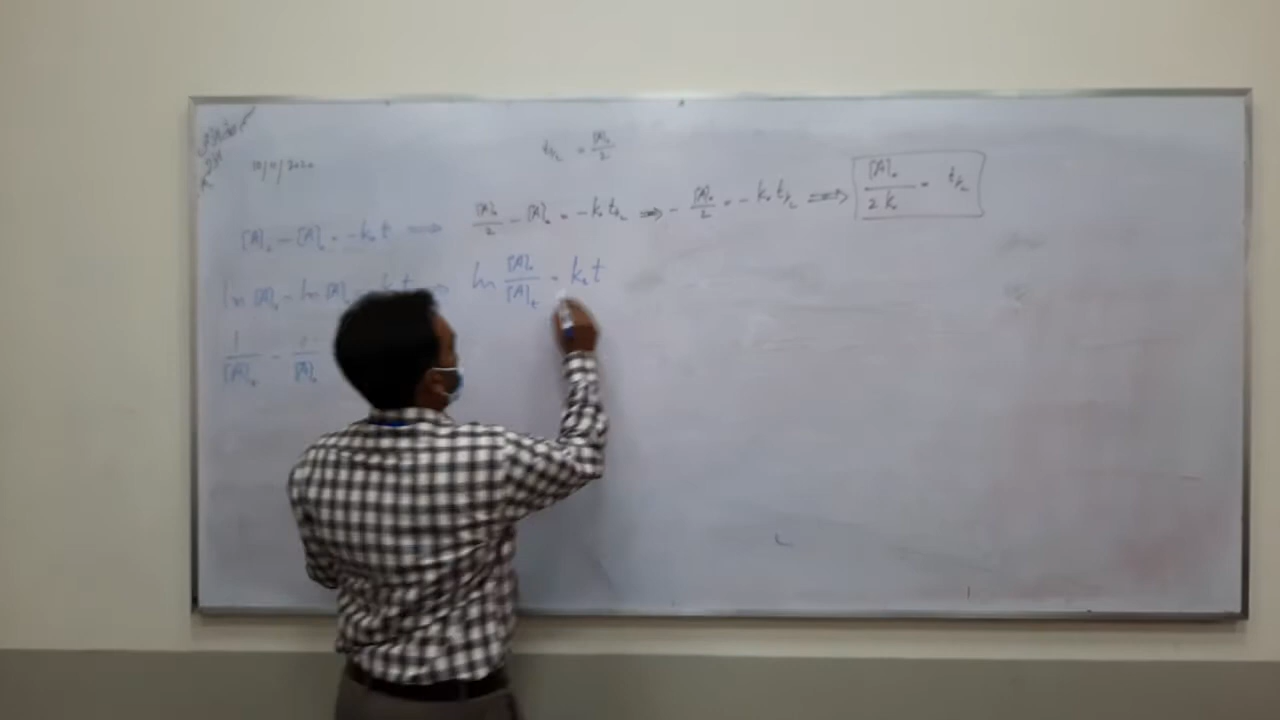 t½ = [A]₀/2
[A]ₜ - [A]₀ = -k₀t ⟹ [A]₀/2 - [A]₀ = -k₀t½ ⟹ - [A]₀/2 = -k₀t½ ⟹ [A]₀/2k₀ = t½
ln [A]₀ - ln [A] ⟹ ln [A]₀/[A]ₜ = k₁t
1/[A]ₜ - 1/[A]₀